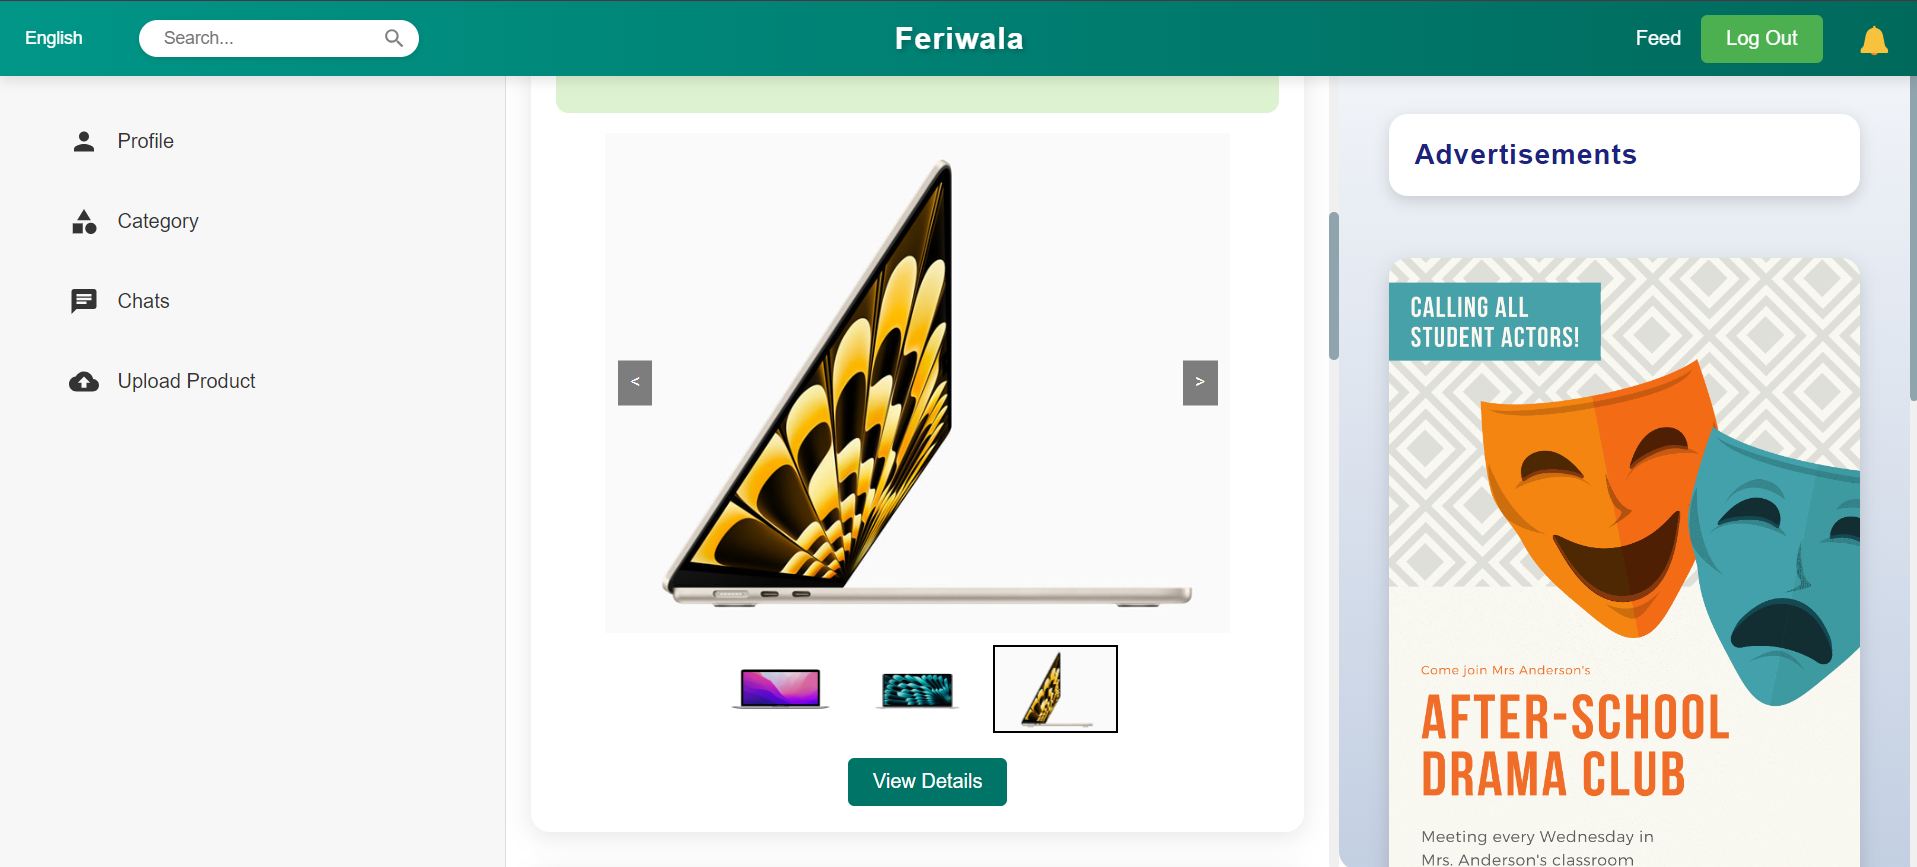 English
Search...
Feriwala
Feed
Log Out
Profile
Category
Chats
Upload Product
<
>
View Details
Advertisements
CALLING ALL
STUDENT ACTORS!
Come join Mrs Anderson's
AFTER-SCHOOL
DRAMA CLUB
Meeting every Wednesday in
Mrs. Anderson's classroom